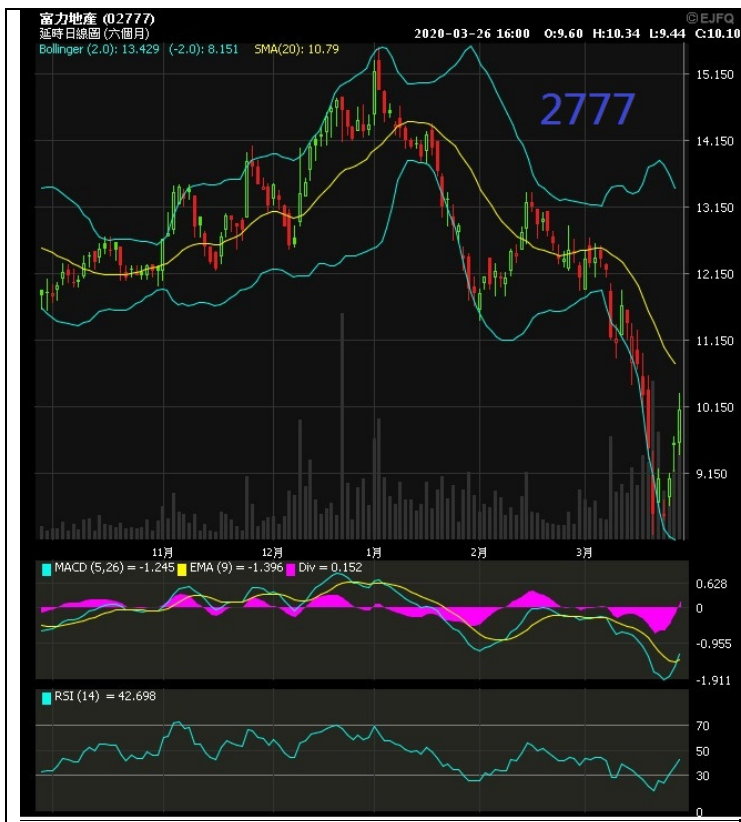 富力地產 (02777)
©EJFQ
延時日線圖 (六個月)
2020-03-26 16:00 O:9.60 H:10.34 L:9.44 C:10.10
Bollinger (2.0): 13.429 (-2.0): 8.151 SMA(20): 10.79
2777
15.150
14.150
13.150
12.150
11.150
10.150
9.150
11月 12月 1月 2月 3月
MACD (5,26) = -1.245 EMA (9) = -1.396 Div = 0.152
0.628
0
-0.955
-1.911
RSI (14) = 42.698
70
50
30
0